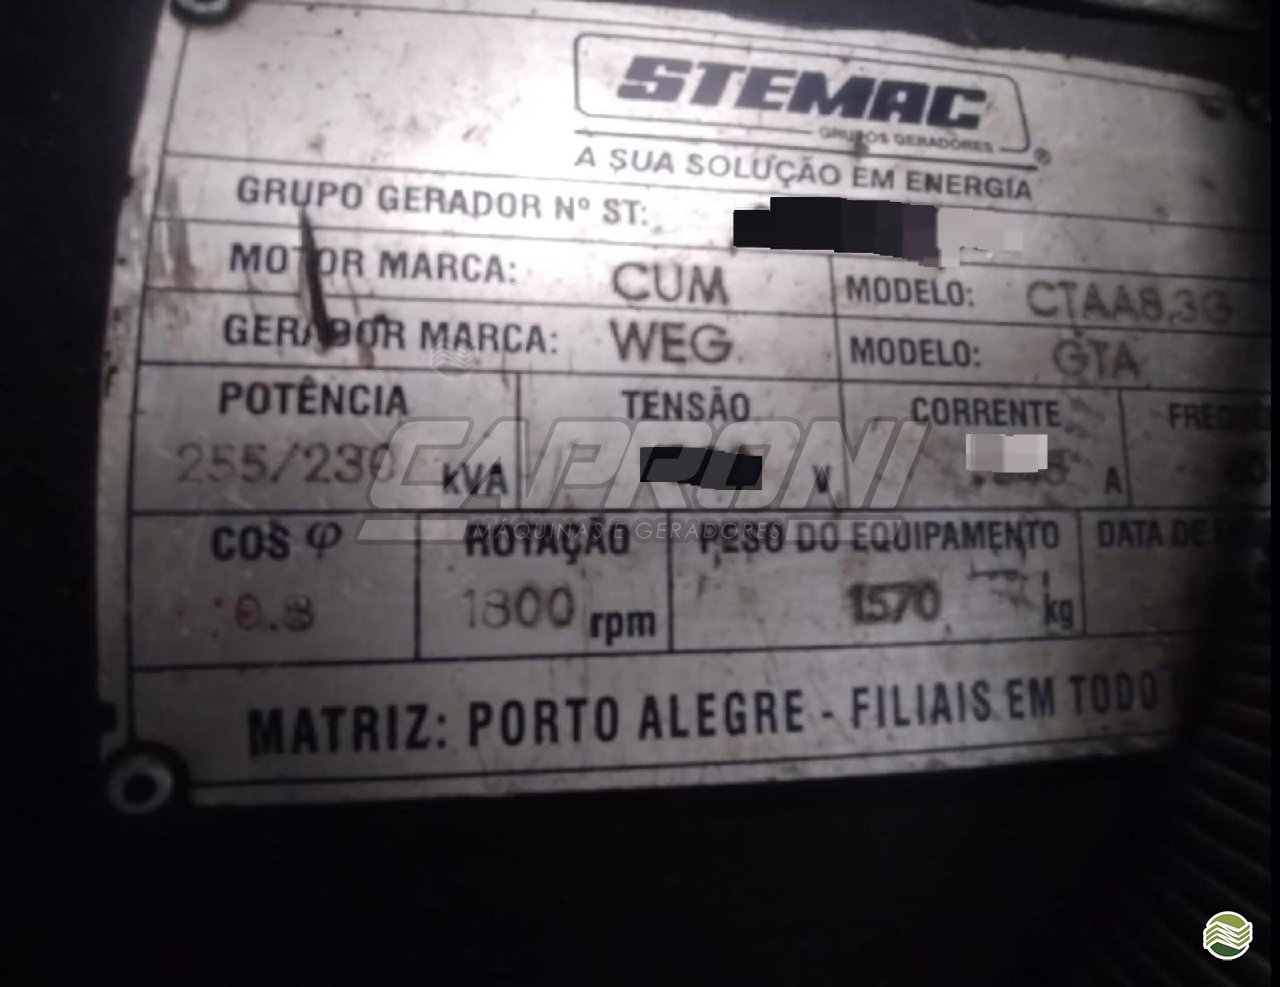 STEMAC
GRUPOS GERADORES
®
A SUA SOLUÇÃO EM ENERGIA
GRUPO GERADOR Nº ST:
MOTOR MARCA: CUM MODELO: CTAA8.3G
GERADOR MARCA: WEG MODELO: GTA
POTÊNCIA TENSÃO CORRENTE
255/230 KVA V A
CAPRONI
MÁQUINAS E GERADORES
COS φ ROTAÇÃO PESO DO EQUIPAMENTO DATA DE
0.8 1800 rpm 1570 kg
MATRIZ: PORTO ALEGRE - FILIAIS EM TODO